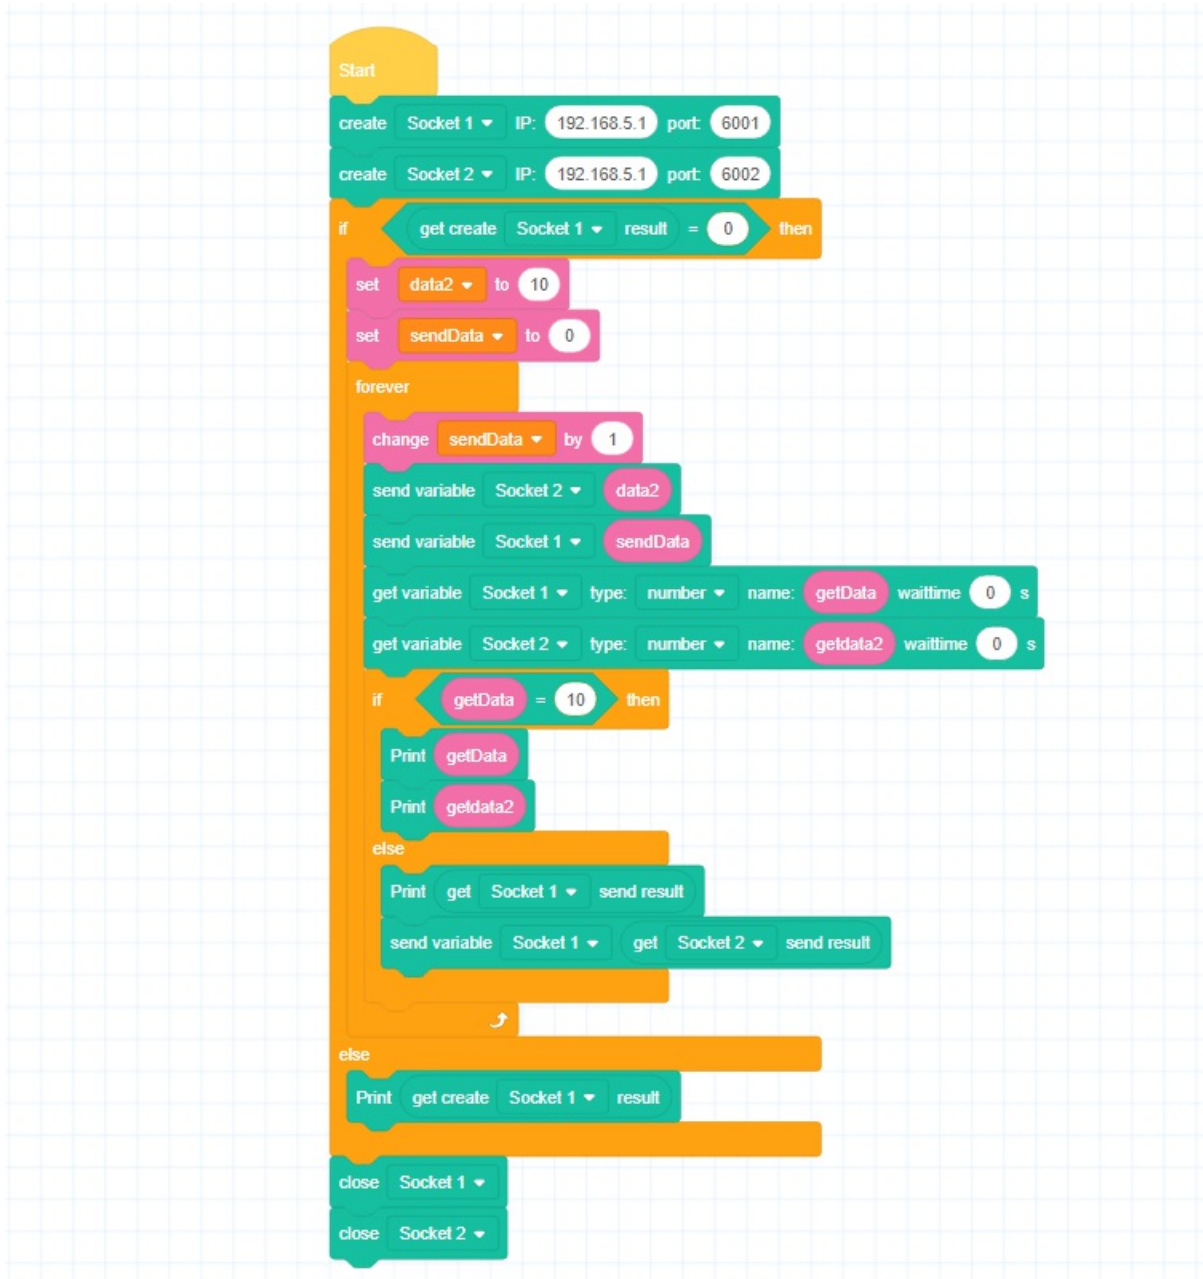 Start
create Socket 1 IP: 192.168.5.1 port: 6001
create Socket 2 IP: 192.168.5.1 port: 6002
if get create Socket 1 result = 0 then
set data2 to 10
set sendData to 0
forever
change sendData by 1
send variable Socket 2 data2
send variable Socket 1 sendData
get variable Socket 1 type: number name: getData waittime 0 s
get variable Socket 2 type: number name: getdata2 waittime 0 s
if getData = 10 then
Print getData
Print getdata2
else
Print get Socket 1 send result
send variable Socket 1 get Socket 2 send result
else
Print get create Socket 1 result
close Socket 1
close Socket 2